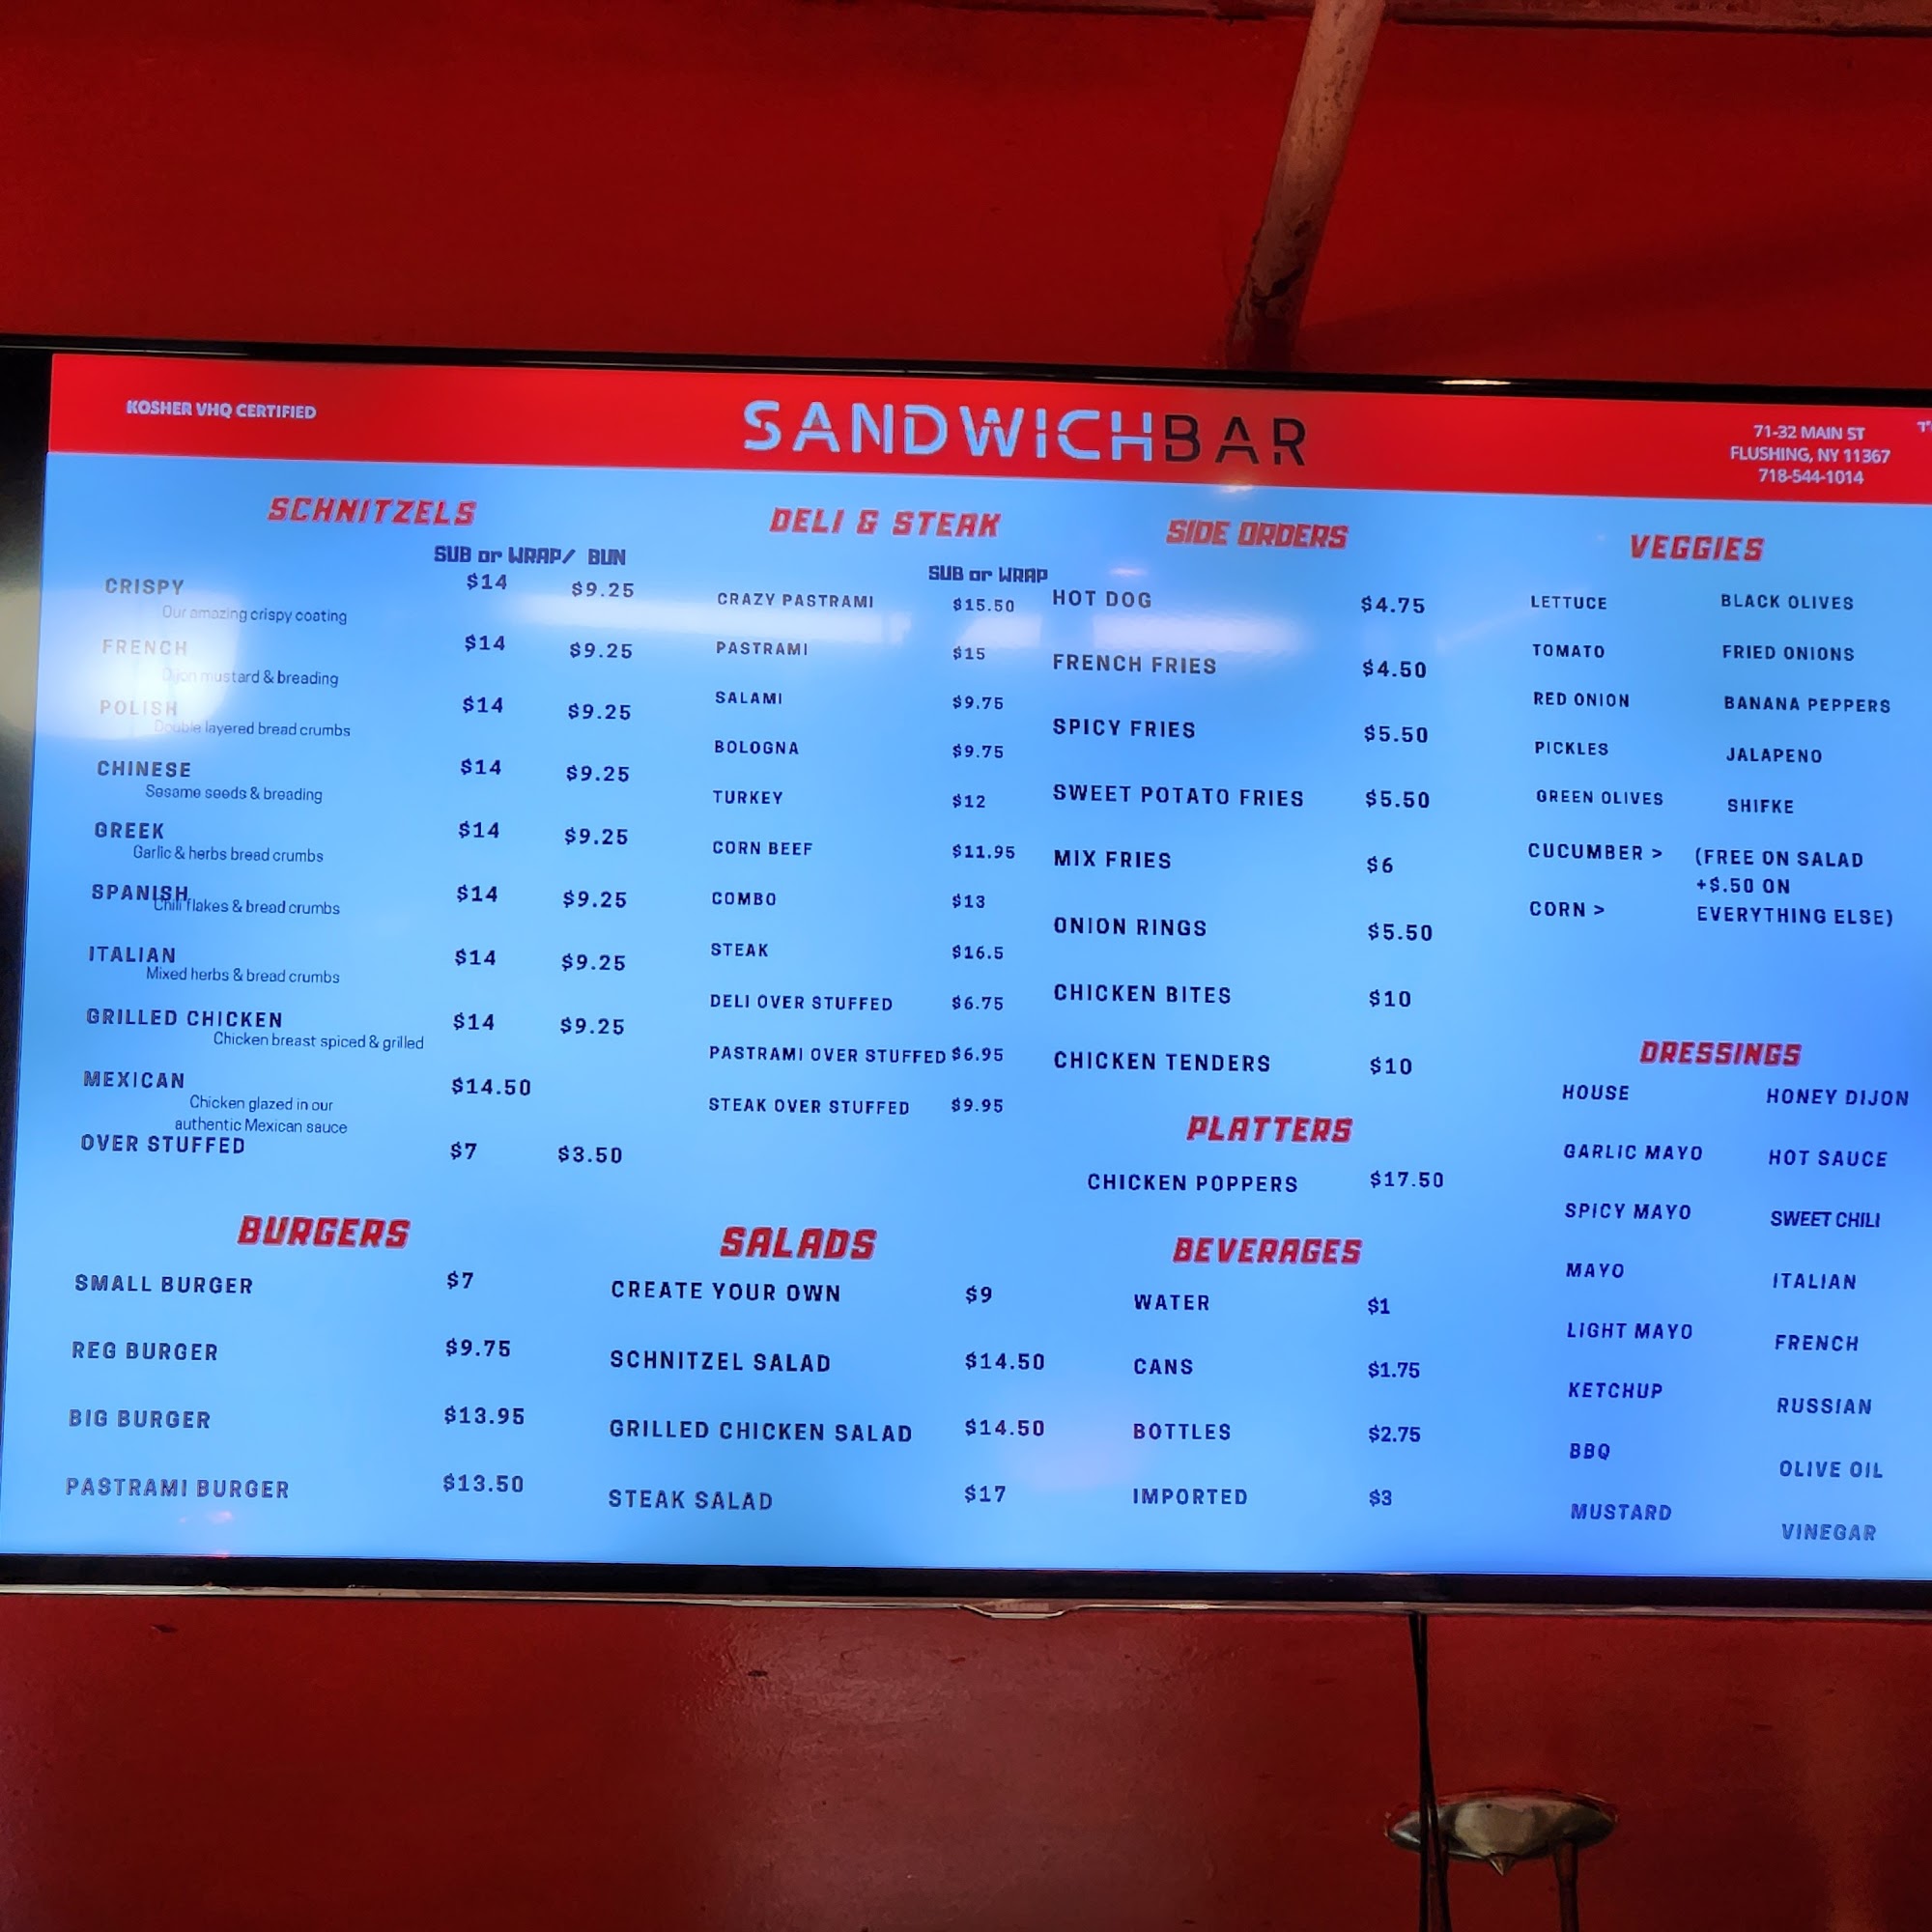 KOSHER VHQ CERTIFIED
SANDWICHBAR
71-32 MAIN ST
FLUSHING, NY 11367
718-544-1014
SCHNITZELS
SUB or WRAP/ BUN
CRISPY $14 $9.25
Our amazing crispy coating
FRENCH $14 $9.25
Dijon mustard & breading
POLISH $14 $9.25
Double layered bread crumbs
CHINESE $14 $9.25
Sesame seeds & breading
GREEK $14 $9.25
Garlic & herbs bread crumbs
SPANISH $14 $9.25
Chili flakes & bread crumbs
ITALIAN $14 $9.25
Mixed herbs & bread crumbs
GRILLED CHICKEN $14 $9.25
Chicken breast spiced & grilled
MEXICAN $14.50
Chicken glazed in our
authentic Mexican sauce
OVER STUFFED $7 $3.50
BURGERS
SMALL BURGER $7
REG BURGER $9.75
BIG BURGER $13.95
PASTRAMI BURGER $13.50
DELI & STEAK
SUB or WRAP
CRAZY PASTRAMI $15.50
PASTRAMI $15
SALAMI $9.75
BOLOGNA $9.75
TURKEY $12
CORN BEEF $11.95
COMBO $13
STEAK $16.5
DELI OVER STUFFED $6.75
PASTRAMI OVER STUFFED $6.95
STEAK OVER STUFFED $9.95
SALADS
CREATE YOUR OWN $9
SCHNITZEL SALAD $14.50
GRILLED CHICKEN SALAD $14.50
STEAK SALAD $17
SIDE ORDERS
HOT DOG $4.75
FRENCH FRIES $4.50
SPICY FRIES $5.50
SWEET POTATO FRIES $5.50
MIX FRIES $6
ONION RINGS $5.50
CHICKEN BITES $10
CHICKEN TENDERS $10
PLATTERS
CHICKEN POPPERS $17.50
BEVERAGES
WATER $1
CANS $1.75
BOTTLES $2.75
IMPORTED $3
VEGGIES
LETTUCE BLACK OLIVES
TOMATO FRIED ONIONS
RED ONION BANANA PEPPERS
PICKLES JALAPENO
GREEN OLIVES SHIFKE
CUCUMBER > (FREE ON SALAD
+$.50 ON
CORN > EVERYTHING ELSE)
DRESSINGS
HOUSE HONEY DIJON
GARLIC MAYO HOT SAUCE
SPICY MAYO SWEET CHILI
MAYO ITALIAN
LIGHT MAYO FRENCH
KETCHUP RUSSIAN
BBQ OLIVE OIL
MUSTARD VINEGAR